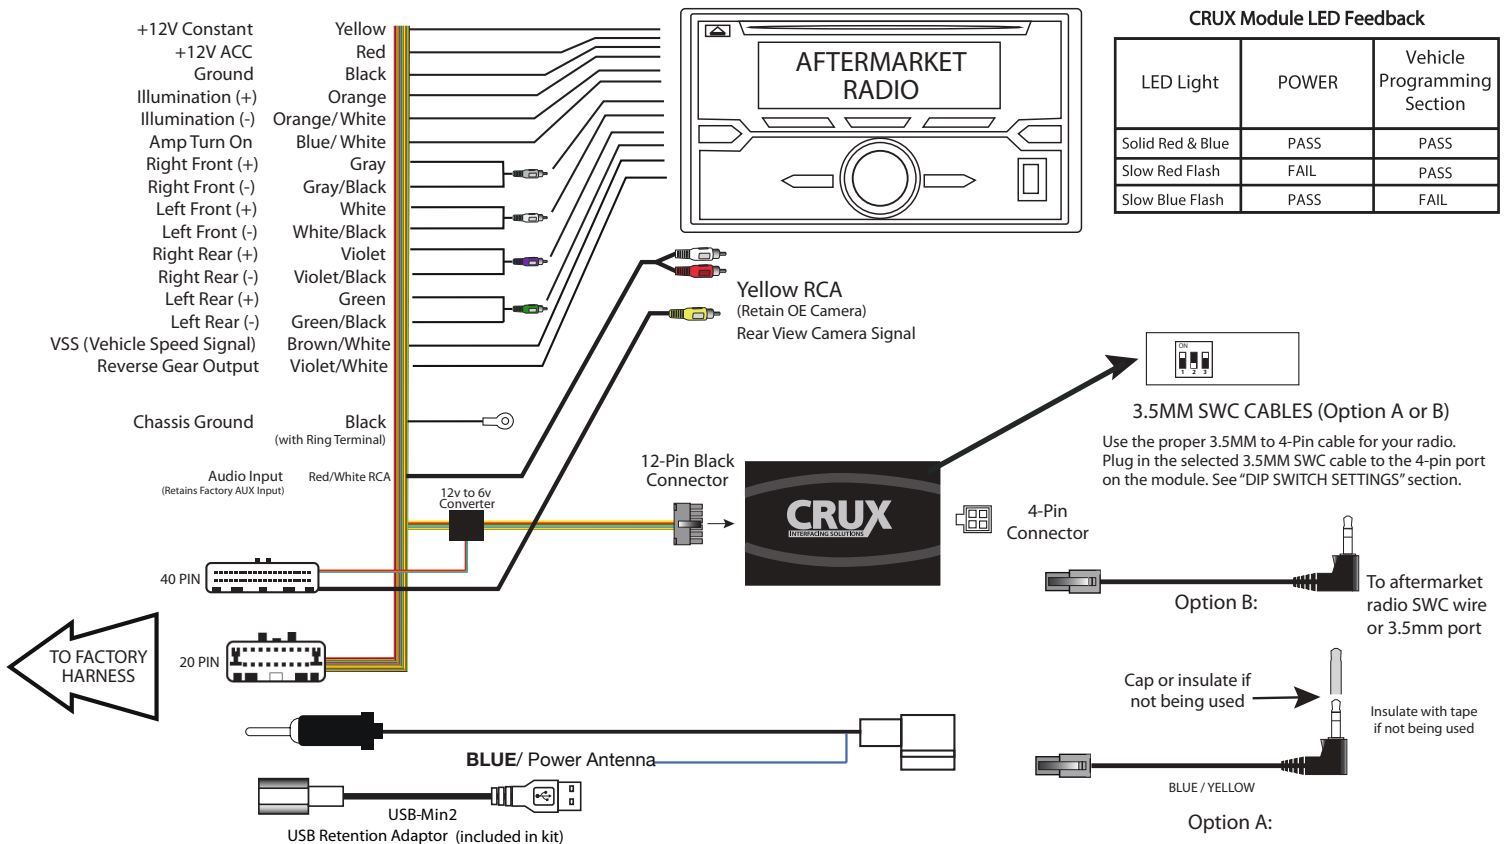 +12V Constant Yellow
+12V ACC Red
Ground Black
Illumination (+) Orange
Illumination (-) Orange/ White
Amp Turn On Blue/ White
Right Front (+) Gray
Right Front (-) Gray/Black
Left Front (+) White
Left Front (-) White/Black
Right Rear (+) Violet
Right Rear (-) Violet/Black
Left Rear (+) Green
Left Rear (-) Green/Black
VSS (Vehicle Speed Signal) Brown/White
Reverse Gear Output Violet/White
Chassis Ground Black
(with Ring Terminal)
Audio Input Red/White RCA
(Retains Factory AUX Input)
AFTERMARKET
RADIO
CRUX Module LED Feedback
LED Light POWER Vehicle
Programming
Section
Solid Red & Blue PASS PASS
Slow Red Flash FAIL PASS
Slow Blue Flash PASS FAIL
Yellow RCA
(Retain OE Camera)
Rear View Camera Signal
ON
1 2 3
3.5MM SWC CABLES (Option A or B)
Use the proper 3.5MM to 4-Pin cable for your radio.
Plug in the selected 3.5MM SWC cable to the 4-pin port
on the module. See “DIP SWITCH SETTINGS” section.
12-Pin Black
Connector
12v to 6v
Converter
CRUX
INTERFACING SOLUTIONS
4-Pin
Connector
40 PIN
20 PIN
TO FACTORY
HARNESS
Option B:
To aftermarket
radio SWC wire
or 3.5mm port
Cap or insulate if
not being used
Insulate with tape
if not being used
BLUE / YELLOW
Option A:
BLUE/ Power Antenna
USB-Min2
USB Retention Adaptor (included in kit)